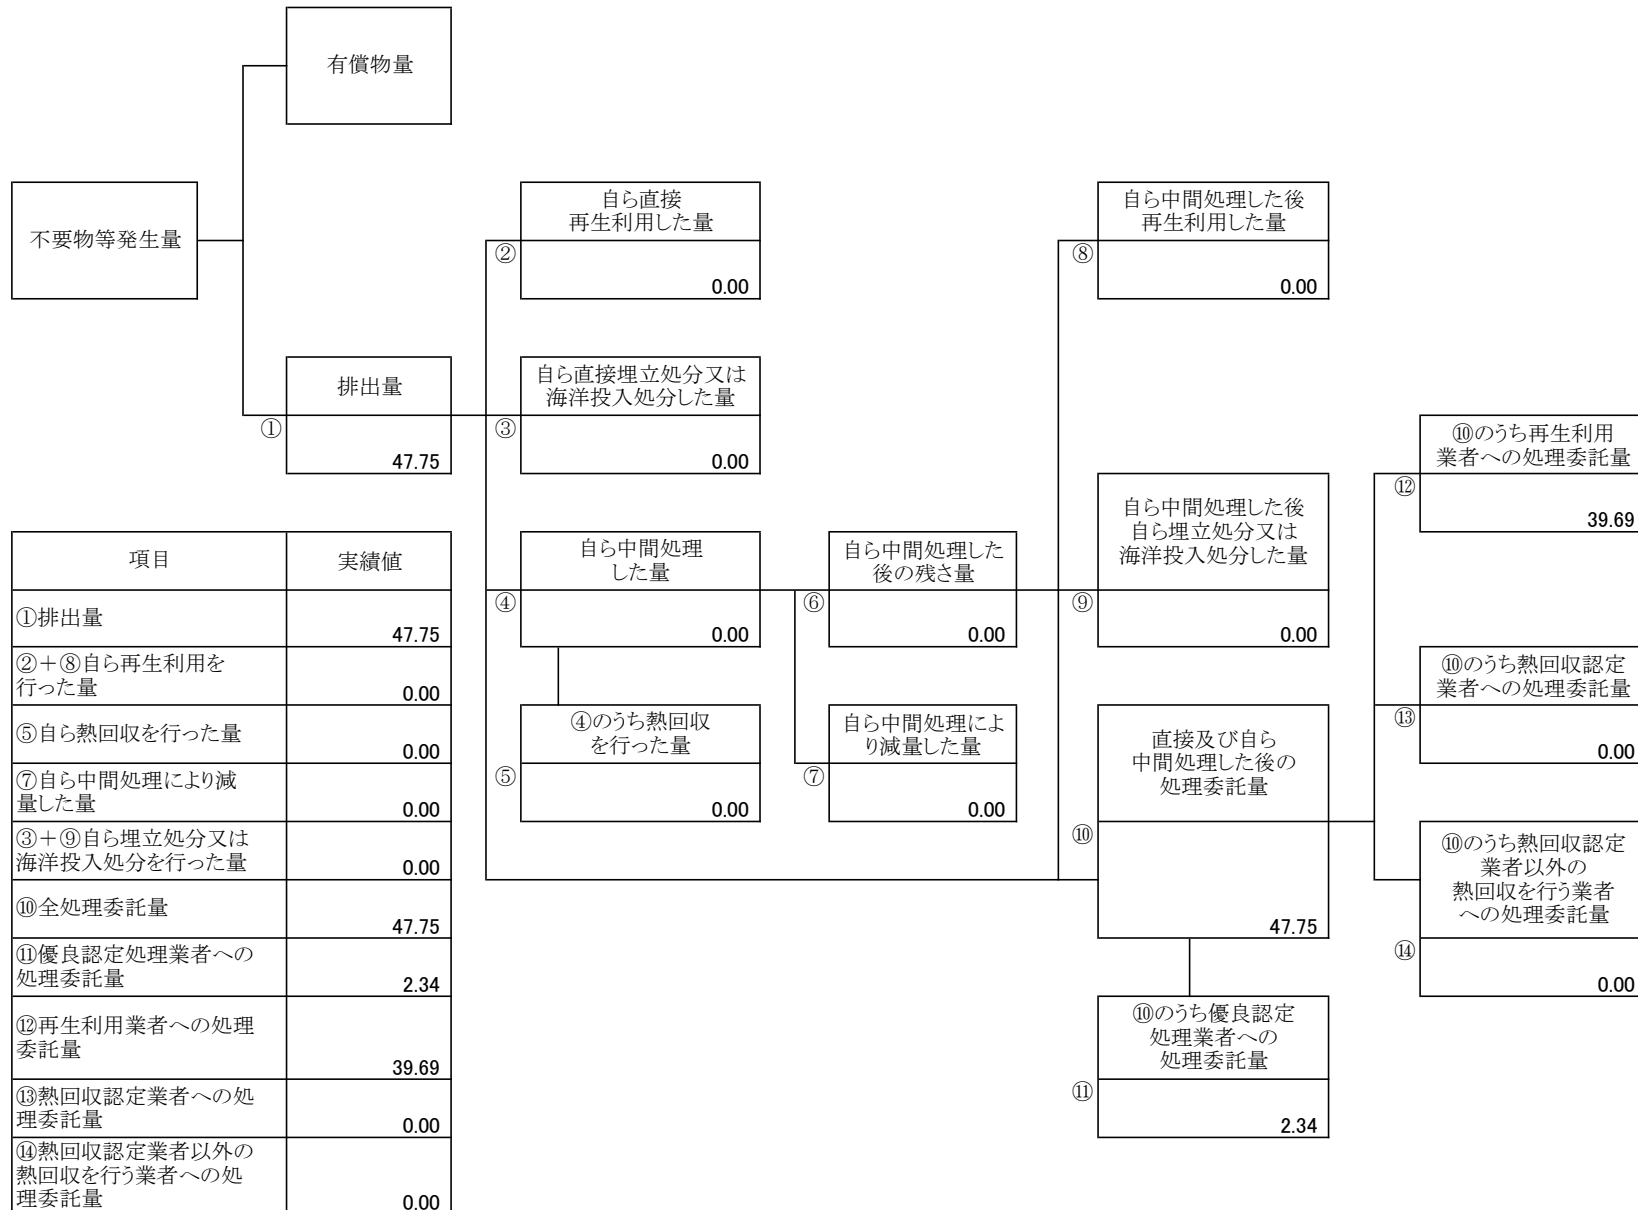 有償物量
不要物等発生量
排出量
①
47.75
自ら直接
再生利用した量
②
0.00
自ら直接埋立処分又は
海洋投入処分した量
③
0.00
自ら中間処理
した量
④
0.00
④のうち熱回収
を行った量
⑤
0.00
自ら中間処理した
後の残さ量
⑥
0.00
自ら中間処理によ
り減量した量
⑦
0.00
自ら中間処理した後
再生利用した量
⑧
0.00
自ら中間処理した後
自ら埋立処分又は
海洋投入処分した量
⑨
0.00
直接及び自ら
中間処理した後の
処理委託量
⑩
47.75
⑩のうち優良認定
処理業者への
処理委託量
⑪
2.34
⑩のうち再生利用
業者への処理委託量
⑫
39.69
⑩のうち熱回収認定
業者への処理委託量
⑬
0.00
⑩のうち熱回収認定
業者以外の
熱回収を行う業者
への処理委託量
⑭
0.00
項目 実績値
①排出量
47.75
②+⑧自ら再生利用を
行った量
0.00
⑤自ら熱回収を行った量
0.00
⑦自ら中間処理により減
量した量
0.00
③+⑨自ら埋立処分又は
海洋投入処分を行った量
0.00
⑩全処理委託量
47.75
⑪優良認定処理業者への
処理委託量
2.34
⑫再生利用業者への処理
委託量
39.69
⑬熱回収認定業者への処
理委託量
0.00
⑭熱回収認定業者以外の
熱回収を行う業者への処
理委託量
0.00